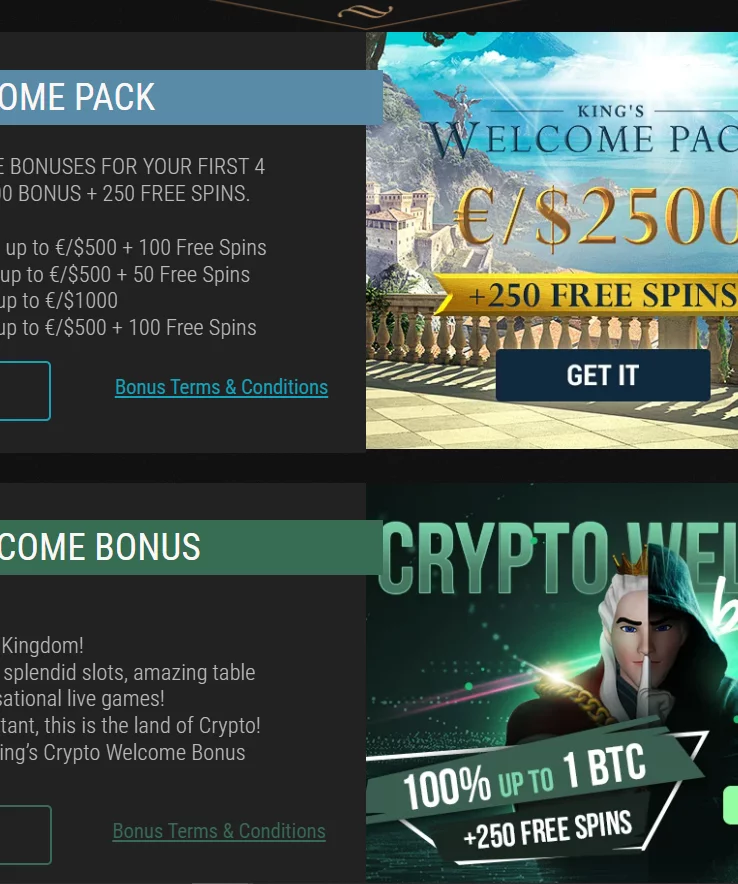 OME PACK
E BONUSES FOR YOUR FIRST 4
00 BONUS + 250 FREE SPINS.
up to €/$500 + 100 Free Spins
up to €/$500 + 50 Free Spins
up to €/$1000
up to €/$500 + 100 Free Spins
Bonus Terms & Conditions
KING'S
WELCOME PAC
€/$2500
+250 FREE SPINS
GET IT
COME BONUS
Kingdom!
splendid slots, amazing table
sational live games!
tant, this is the land of Crypto!
ing's Crypto Welcome Bonus
Bonus Terms & Conditions
CRYPTO WEL
b
100% UP TO 1 BTC
+250 FREE SPINS